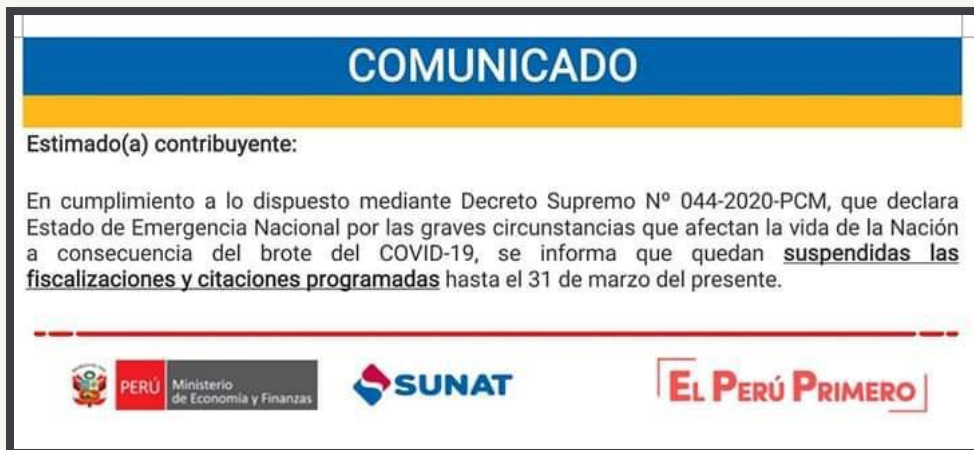 COMUNICADO
Estimado(a) contribuyente:
En cumplimiento a lo dispuesto mediante Decreto Supremo Nº 044-2020-PCM, que declara
Estado de Emergencia Nacional por las graves circunstancias que afectan la vida de la Nación
a consecuencia del brote del COVID-19, se informa que quedan suspendidas las
fiscalizaciones y citaciones programadas hasta el 31 de marzo del presente.
PERÚ Ministerio
de Economía y Finanzas
SUNAT
EL PERÚ PRIMERO